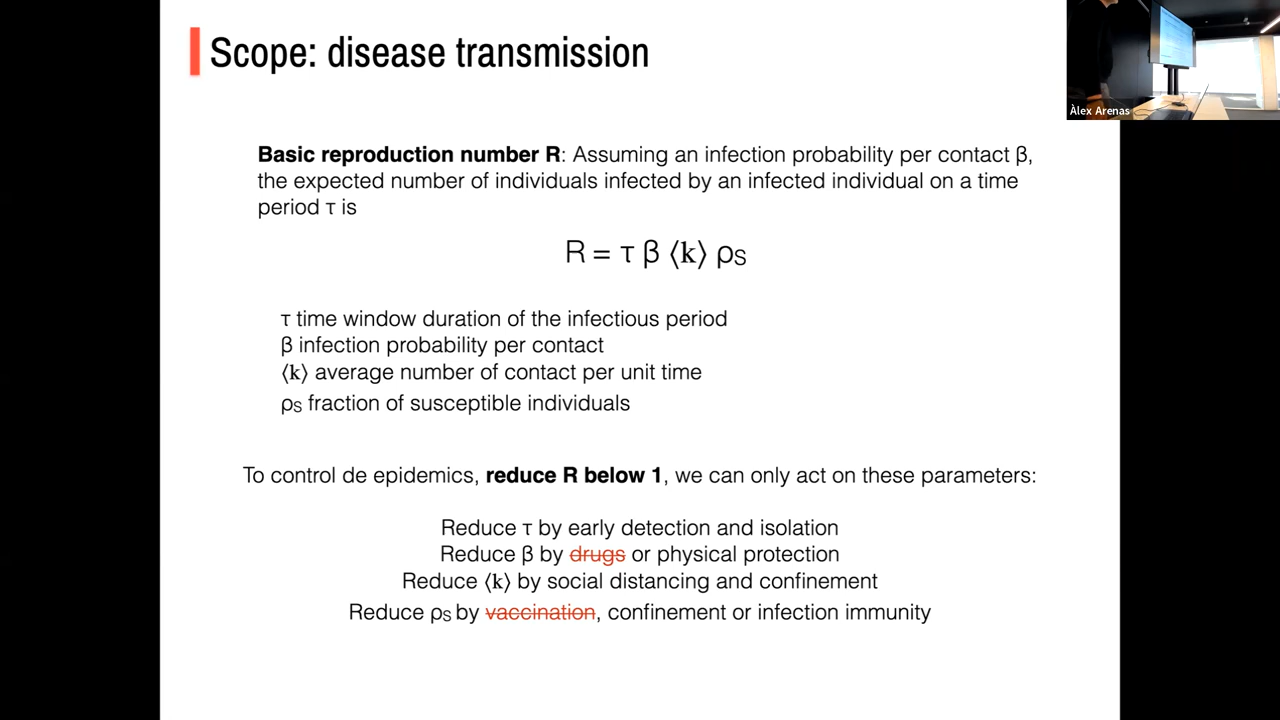 Scope: disease transmission
Àlex Arenas
Basic reproduction number R: Assuming an infection probability per contact β,
the expected number of individuals infected by an infected individual on a time
period τ is
R = τ β ⟨k⟩ ρS
τ time window duration of the infectious period
β infection probability per contact
⟨k⟩ average number of contact per unit time
ρS fraction of susceptible individuals
To control de epidemics, reduce R below 1, we can only act on these parameters:
Reduce τ by early detection and isolation
Reduce β by drugs or physical protection
Reduce ⟨k⟩ by social distancing and confinement
Reduce ρS by vaccination, confinement or infection immunity